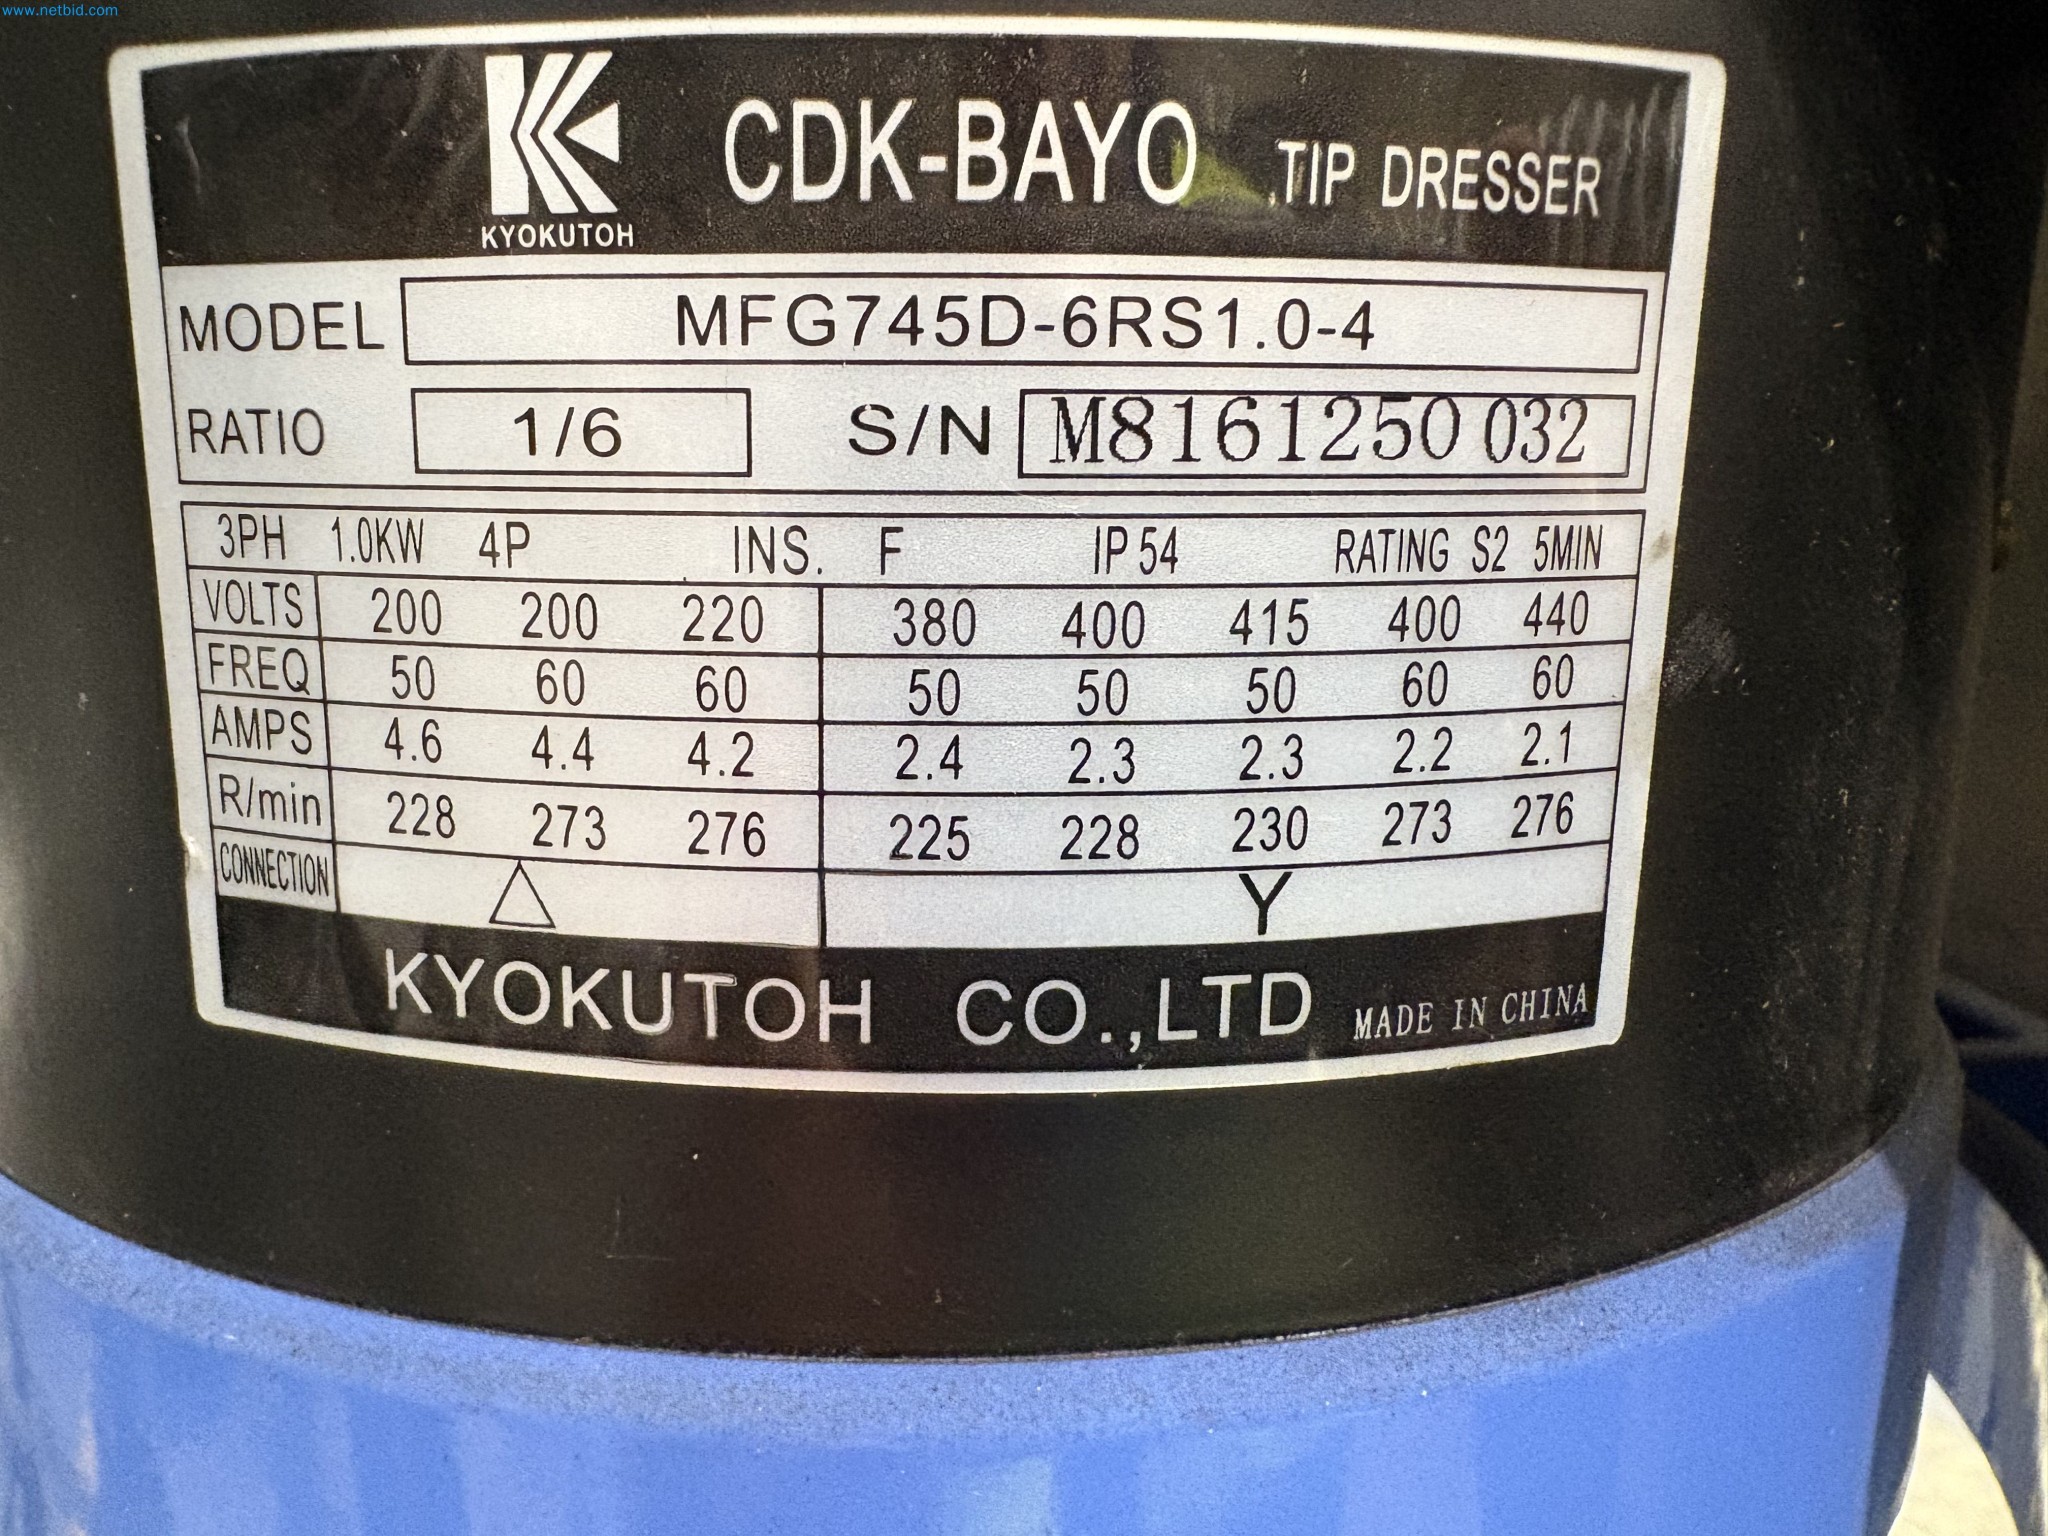 www.netbid.com
KYOKUTOH
CDK-BAYO TIP DRESSER
MODEL MFG745D-6RS1.0-4
RATIO 1/6 S/N M8161250 032
3PH 1.0KW 4P INS. F IP54 RATING S2 5MIN
VOLTS 200 200 220 380 400 415 400 440
FREQ 50 60 60 50 50 50 60 60
AMPS 4.6 4.4 4.2 2.4 2.3 2.3 2.2 2.1
R/min 228 273 276 225 228 230 273 276
CONNECTION △ Y
KYOKUTOH CO.,LTD MADE IN CHINA